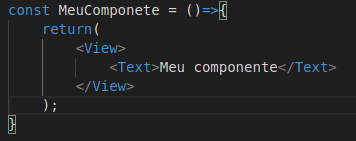 const MeuComponete = ()=>{
return(
<View>
<Text>Meu componente</Text>
</View>
);
}